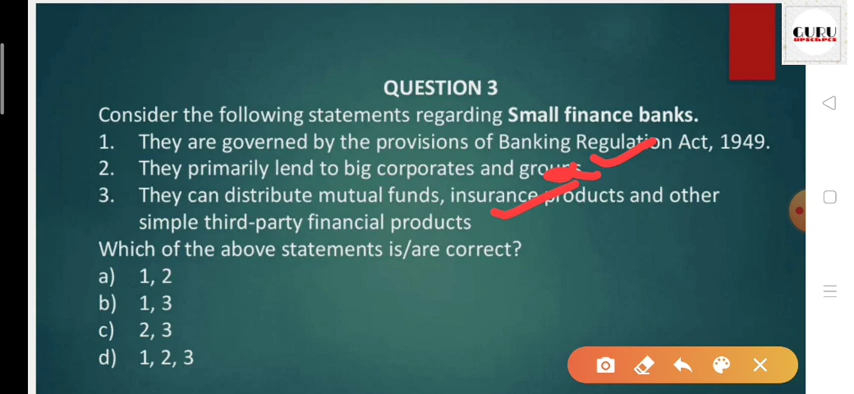 GURU
UPSC&PCS
QUESTION 3
Consider the following statements regarding Small finance banks.
1. They are governed by the provisions of Banking Regulation Act, 1949.
2. They primarily lend to big corporates and groups.
3. They can distribute mutual funds, insurance products and other
simple third-party financial products
Which of the above statements is/are correct?
a) 1, 2
b) 1, 3
c) 2, 3
d) 1, 2, 3